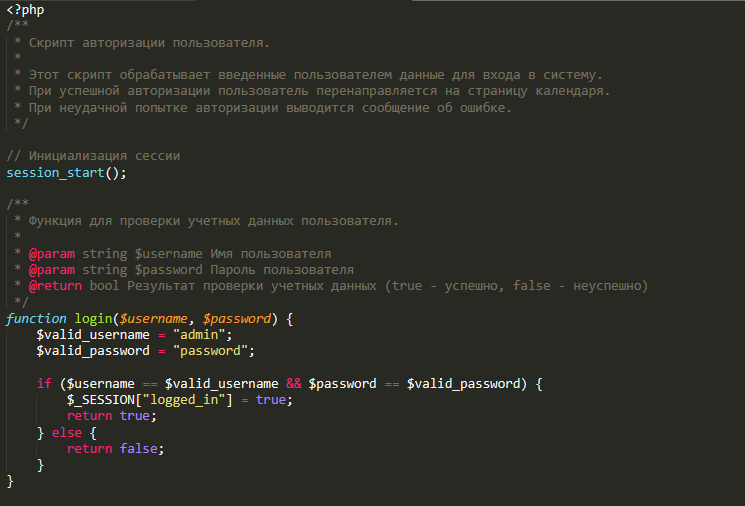 <?php
/**
 * Скрипт авторизации пользователя.
 *
 * Этот скрипт обрабатывает введенные пользователем данные для входа в систему.
 * При успешной авторизации пользователь перенаправляется на страницу календаря.
 * При неудачной попытке авторизации выводится сообщение об ошибке.
 */

// Инициализация сессии
session_start();

/**
 * Функция для проверки учетных данных пользователя.
 *
 * @param string $username Имя пользователя
 * @param string $password Пароль пользователя
 * @return bool Результат проверки учетных данных (true - успешно, false - неуспешно)
 */
function login($username, $password) {
    $valid_username = "admin";
    $valid_password = "password";

    if ($username == $valid_username && $password == $valid_password) {
        $_SESSION["logged_in"] = true;
        return true;
    } else {
        return false;
    }
}